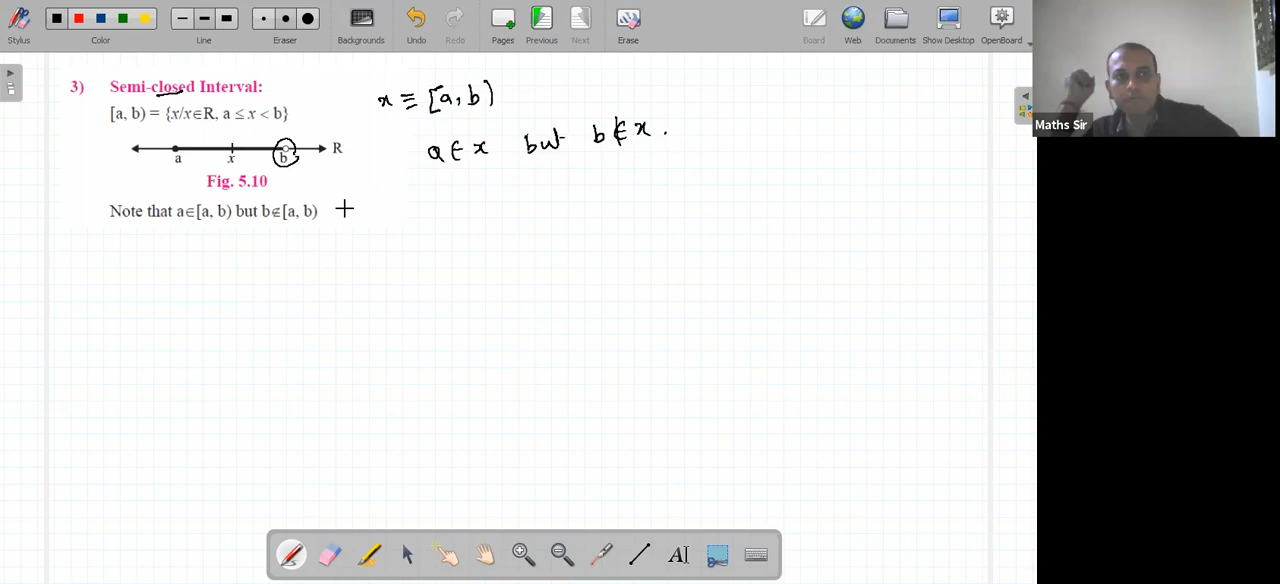 Stylus Color Line Eraser Backgrounds Undo Redo Pages Previous Next Erase Board Web Documents Show Desktop OpenBoard
Maths Sir
3) Semi-closed Interval:
[a, b) = {x/x∈R, a ≤ x < b}
a x b R
Fig. 5.10
Note that a∈[a, b) but b∉[a, b)
x ≡ [a, b)
a ∈ x but b ∉ x .
AI